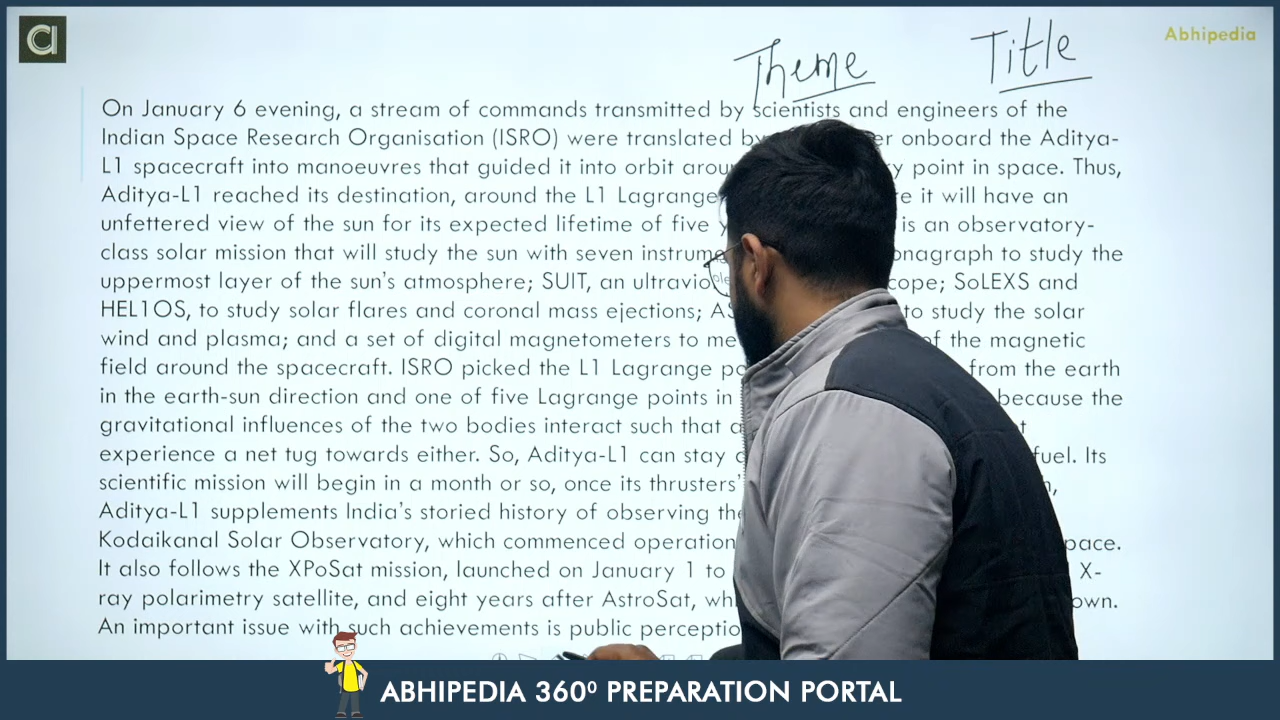 Theme Title
Abhipedia
On January 6 evening, a stream of commands transmitted by scientists and engineers of the
Indian Space Research Organisation (ISRO) were translated by onboard the Aditya-
L1 spacecraft into manoeuvres that guided it into orbit point in space. Thus,
Aditya-L1 reached its destination, around the L1 Lagrange it will have an
unfettered view of the sun for its expected lifetime of five is an observatory-
class solar mission that will study the sun with seven to study the
uppermost layer of the sun's atmosphere; SUIT, an SoLEXS and
HEL1OS, to study solar flares and coronal mass ejections; to study the solar
wind and plasma; and a set of digital magnetometers to of the magnetic
field around the spacecraft. ISRO picked the L1 Lagrange from the earth
in the earth-sun direction and one of five Lagrange points in because the
gravitational influences of the two bodies interact such that
experience a net tug towards either. So, Aditya-L1 can stay fuel. Its
scientific mission will begin in a month or so, once its thrusters'
Aditya-L1 supplements India's storied history of observing
Kodaikanal Solar Observatory, which commenced
It also follows the XPoSat mission, launched on January 1 to X-
ray polarimetry satellite, and eight years after AstroSat,
An important issue with such achievements is public
ABHIPEDIA 360⁰ PREPARATION PORTAL